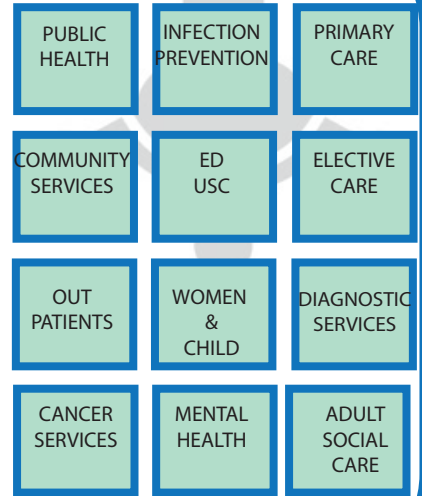 PUBLIC
HEALTH
INFECTION
PREVENTION
PRIMARY
CARE
COMMUNITY
SERVICES
ED
USC
ELECTIVE
CARE
OUT
PATIENTS
WOMEN
&
CHILD
DIAGNOSTIC
SERVICES
CANCER
SERVICES
MENTAL
HEALTH
ADULT
SOCIAL
CARE